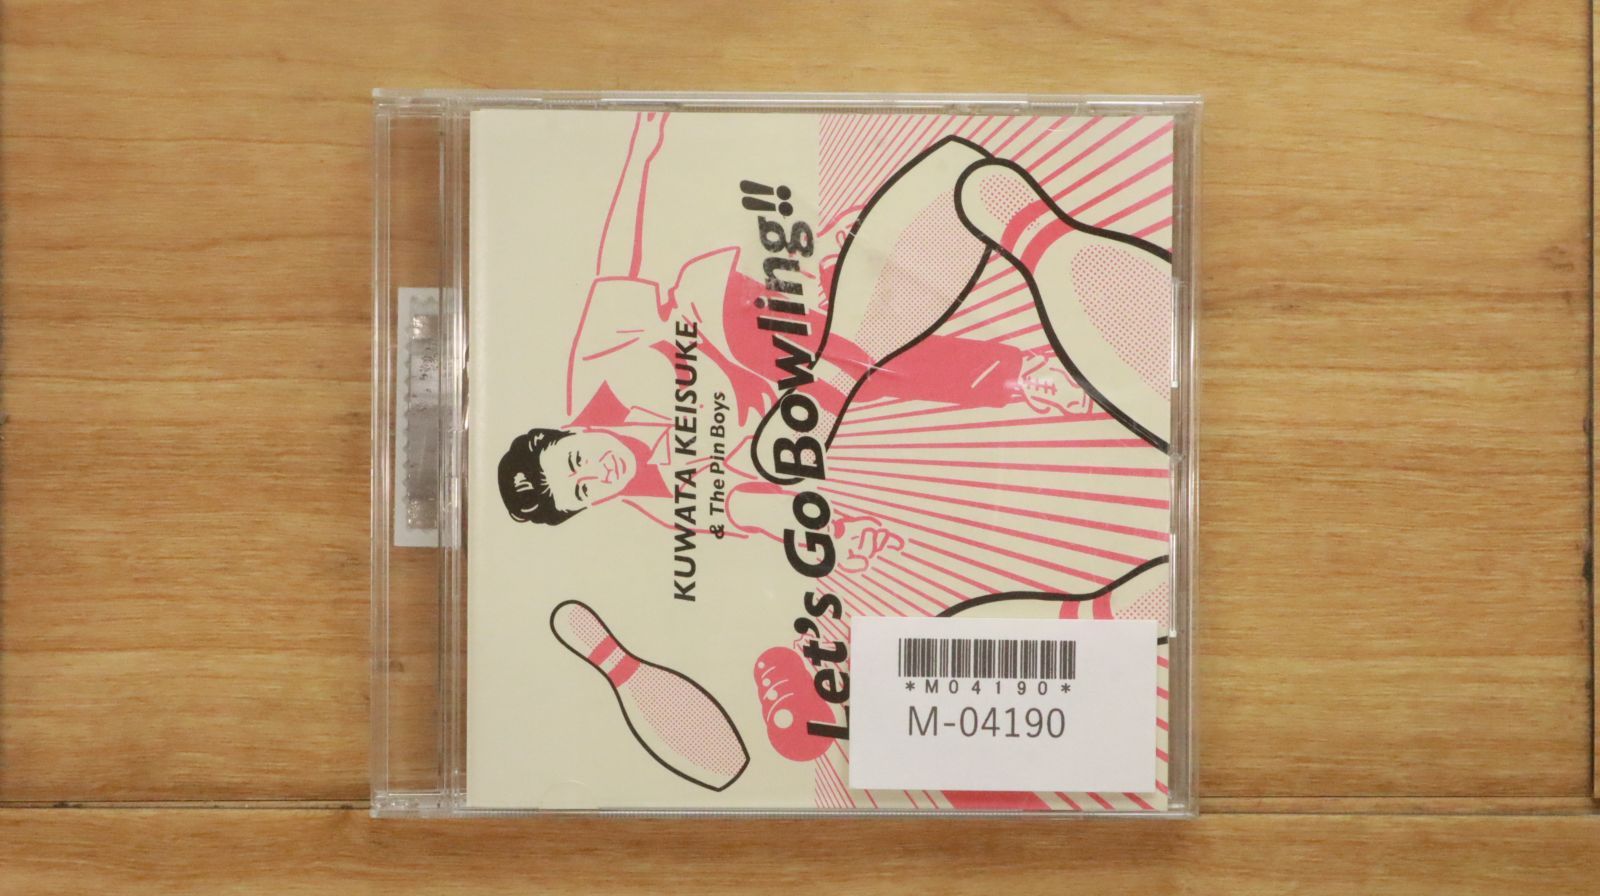 KUWATA KEISUKE
& The Pin Boys
Let's Go Bowling!!
*M04190*
M-04190